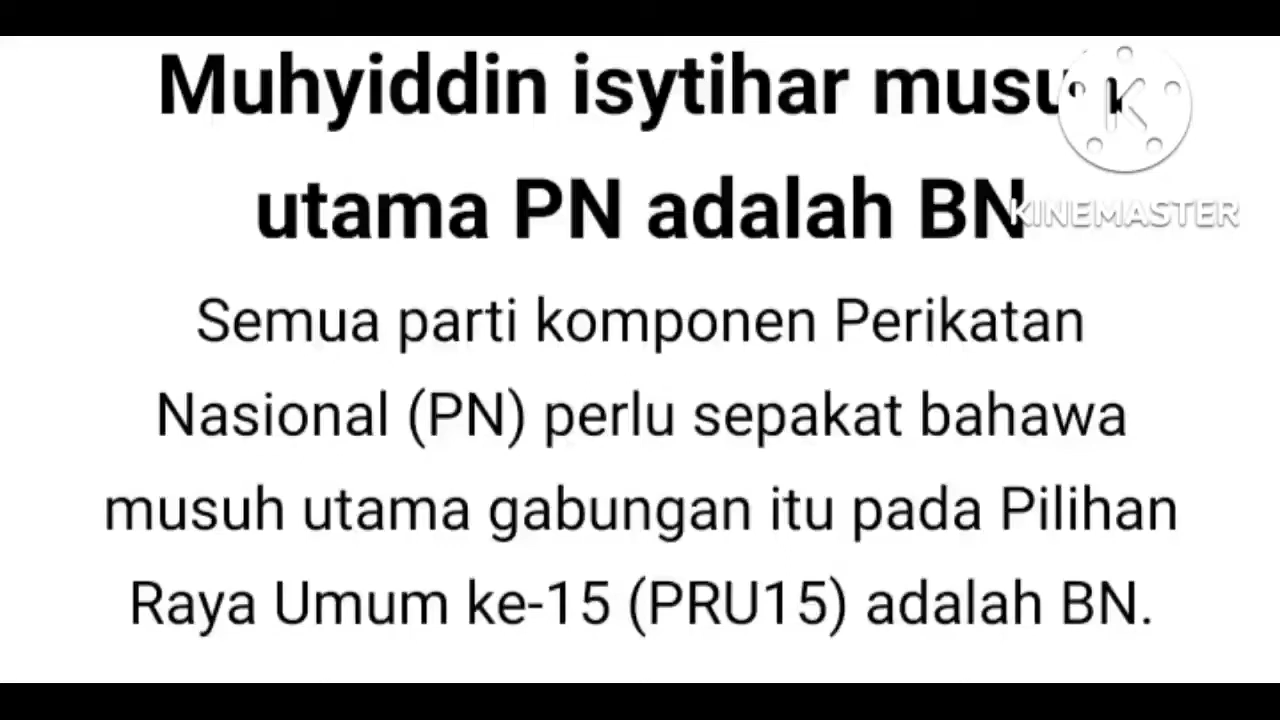 Muhyiddin isytihar musuh
utama PN adalah BN
KINEMASTER
Semua parti komponen Perikatan
Nasional (PN) perlu sepakat bahawa
musuh utama gabungan itu pada Pilihan
Raya Umum ke-15 (PRU15) adalah BN.